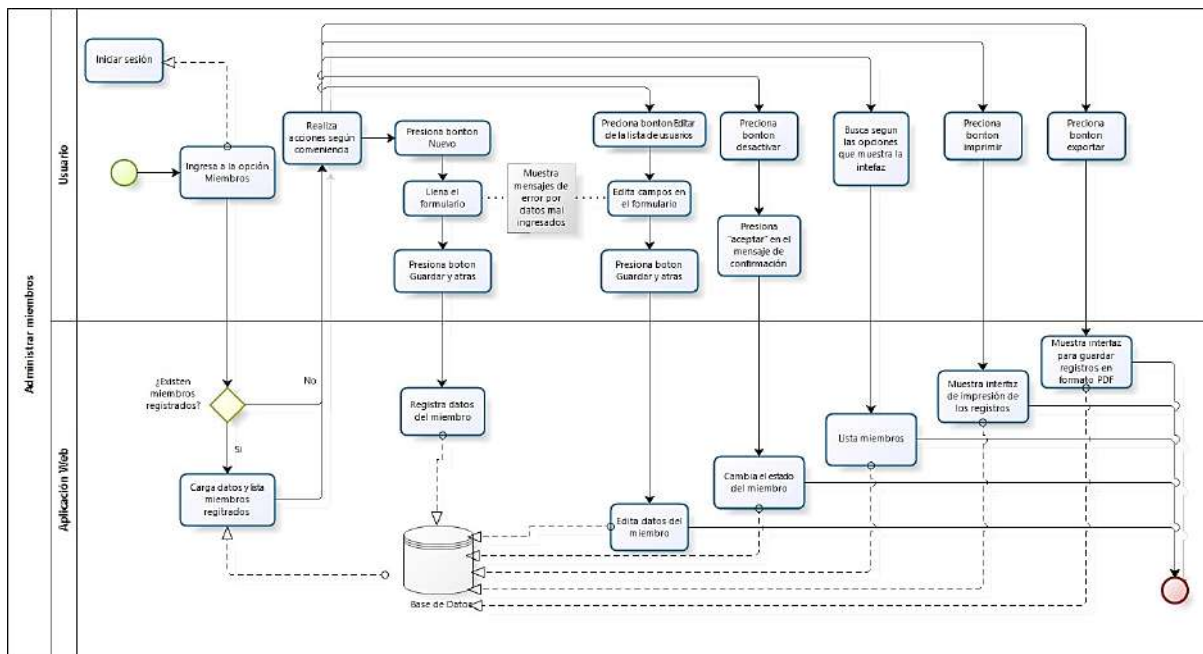 Administrar miembros
Usuario
Iniciar sesión
Ingresa a la opción
Miembros
Realiza
acciones según
conveniencia
Presiona bonton
Nuevo
Llena el
formulario
Presiona boton
Guardar y atras
Muestra
mensajes de
error por
datos mal
ingresados
Preciona bonton Editar
de la lista de usuarios
Edita campos en
el formulario
Presiona boton
Guardar y atras
Preciona
bonton
desactivar
Presiona
"aceptar" en el
mensaje de
confirmación
Busca segun
las opciones
que muestra la
intefaz
Preciona
bonton
imprimir
Preciona
bonton
exportar
Aplicación Web
¿Existen
miembros
registrados?
No
Si
Carga datos y lista
miembros
regitrados
Registra datos
del miembro
Base de Datos
Edita datos del
miembro
Cambia el estado
del miembro
Lista miembros
Muestra interfaz
de impresión de
los registros
Muestra interfaz
para guardar
registros en
formato PDF